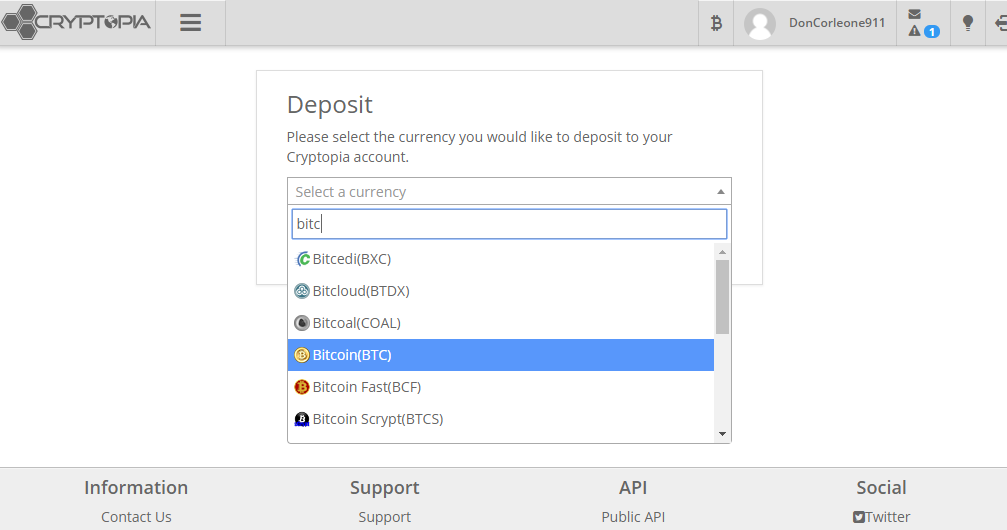 CRYPTOPIA
DonCorleone911
1
Deposit
Please select the currency you would like to deposit to your
Cryptopia account.
Select a currency
bitc
Bitcedi(BXC)
Bitcloud(BTDX)
Bitcoal(COAL)
Bitcoin(BTC)
Bitcoin Fast(BCF)
Bitcoin Scrypt(BTCS)
Information
Support
API
Social
Contact Us
Support
Public API
Twitter